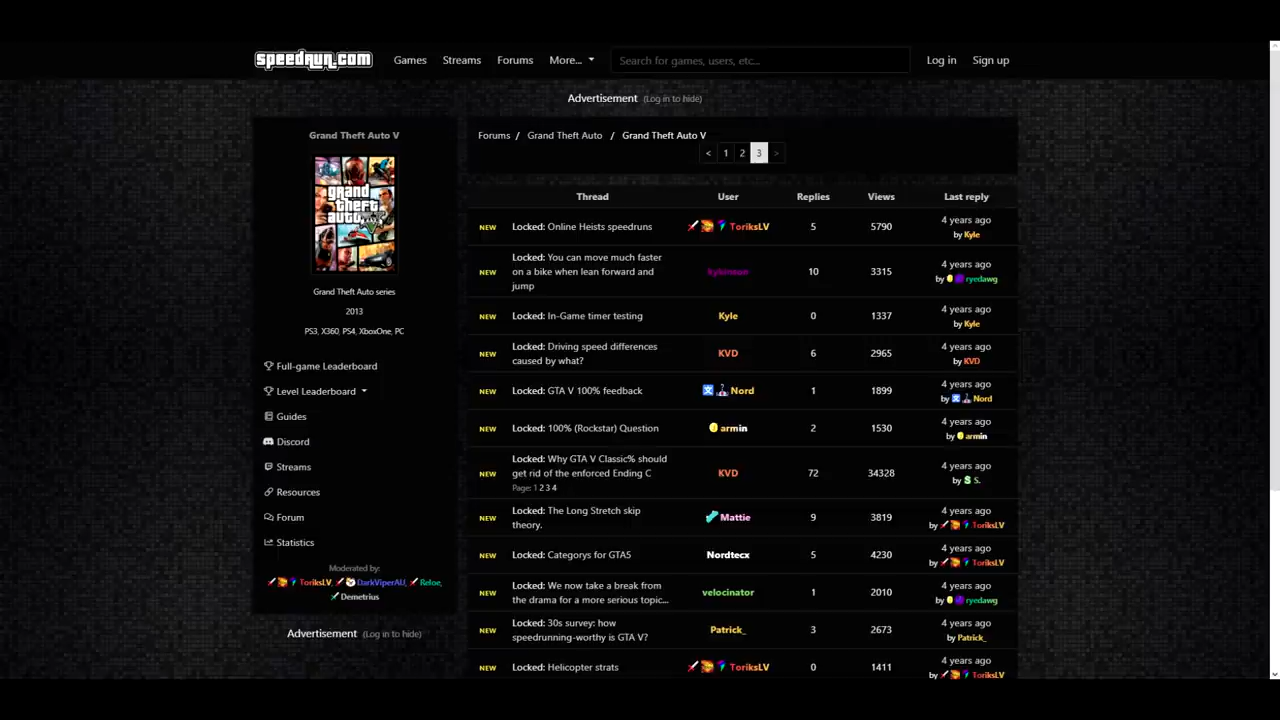 speedrun.com Games Streams Forums More... Search for games, users, etc... Log in Sign up
Advertisement (Log in to hide)
Grand Theft Auto V
grand
theft
auto
Grand Theft Auto series
2013
PS3, X360, PS4, XboxOne, PC
Full-game Leaderboard
Level Leaderboard
Guides
Discord
Streams
Resources
Forum
Statistics
Moderated by:
ToriksLV, DarkViperAU, Reloe,
Demetrius
Advertisement (Log in to hide)
Forums / Grand Theft Auto / Grand Theft Auto V
< 1 2 3 >
Thread User Replies Views Last reply
NEW Locked: Online Heists speedruns ToriksLV 5 5790 4 years ago
by Kyle
NEW Locked: You can move much faster
on a bike when lean forward and
jump
10 3315 4 years ago
by ryedawg
NEW Locked: In-Game timer testing Kyle 0 1337 4 years ago
by Kyle
NEW Locked: Driving speed differences
caused by what?
KVD 6 2965 4 years ago
by KVD
NEW Locked: GTA V 100% feedback Nord 1 1899 4 years ago
by Nord
NEW Locked: 100% (Rockstar) Question armin 2 1530 4 years ago
by armin
NEW Locked: Why GTA V Classic% should
get rid of the enforced Ending C
Page: 1 2 3 4
KVD 72 34328 4 years ago
by S.
NEW Locked: The Long Stretch skip
theory.
Mattie 9 3819 4 years ago
by ToriksLV
NEW Locked: Categorys for GTA5 Nordtecx 5 4230 4 years ago
by ToriksLV
NEW Locked: We now take a break from
the drama for a more serious topic...
velocinator 1 2010 4 years ago
by ryedawg
NEW Locked: 30s survey: how
speedrunning-worthy is GTA V?
Patrick_ 3 2673 4 years ago
by Patrick_
NEW Locked: Helicopter strats ToriksLV 0 1411 4 years ago
by ToriksLV